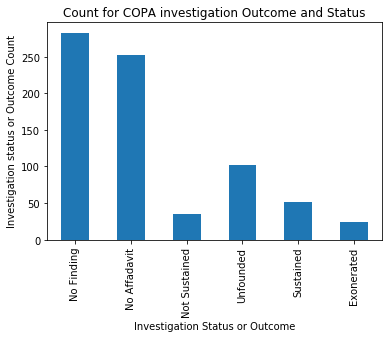 Count for COPA investigation Outcome and Status
Investigation status or Outcome Count
250
200
150
100
50
0
No Finding
No Affadavit
Not Sustained
Unfounded
Sustained
Exonerated
Investigation Status or Outcome